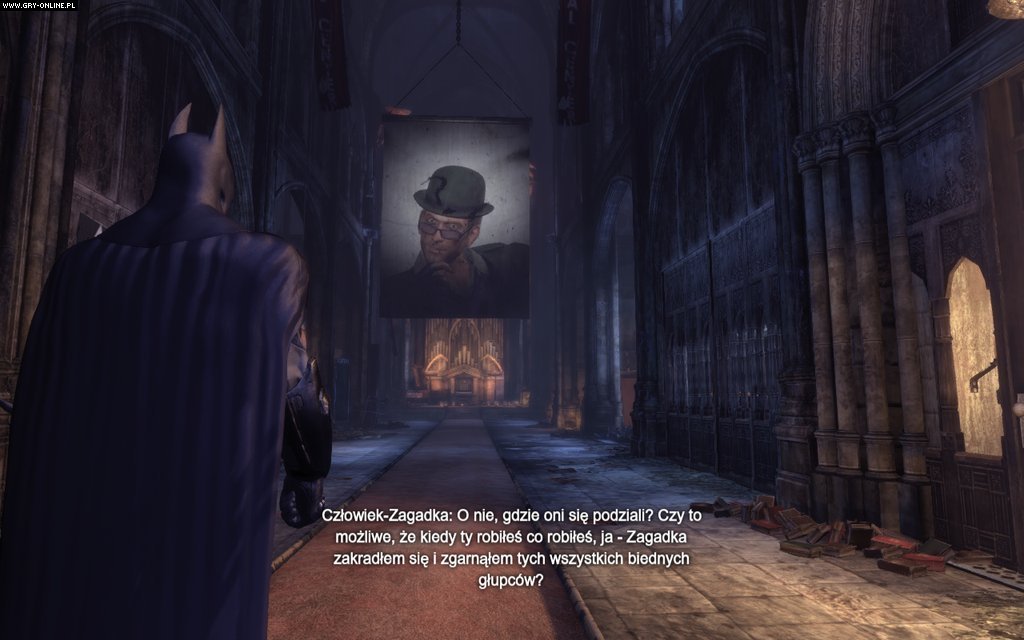 WWW.GRY-ONLINE.PL
Człowiek-Zagadka: O nie, gdzie oni się podziali? Czy to
możliwe, że kiedy ty robiłeś co robiłeś, ja - Zagadka
zakradłem się i zgarnąłem tych wszystkich biednych
głupców?